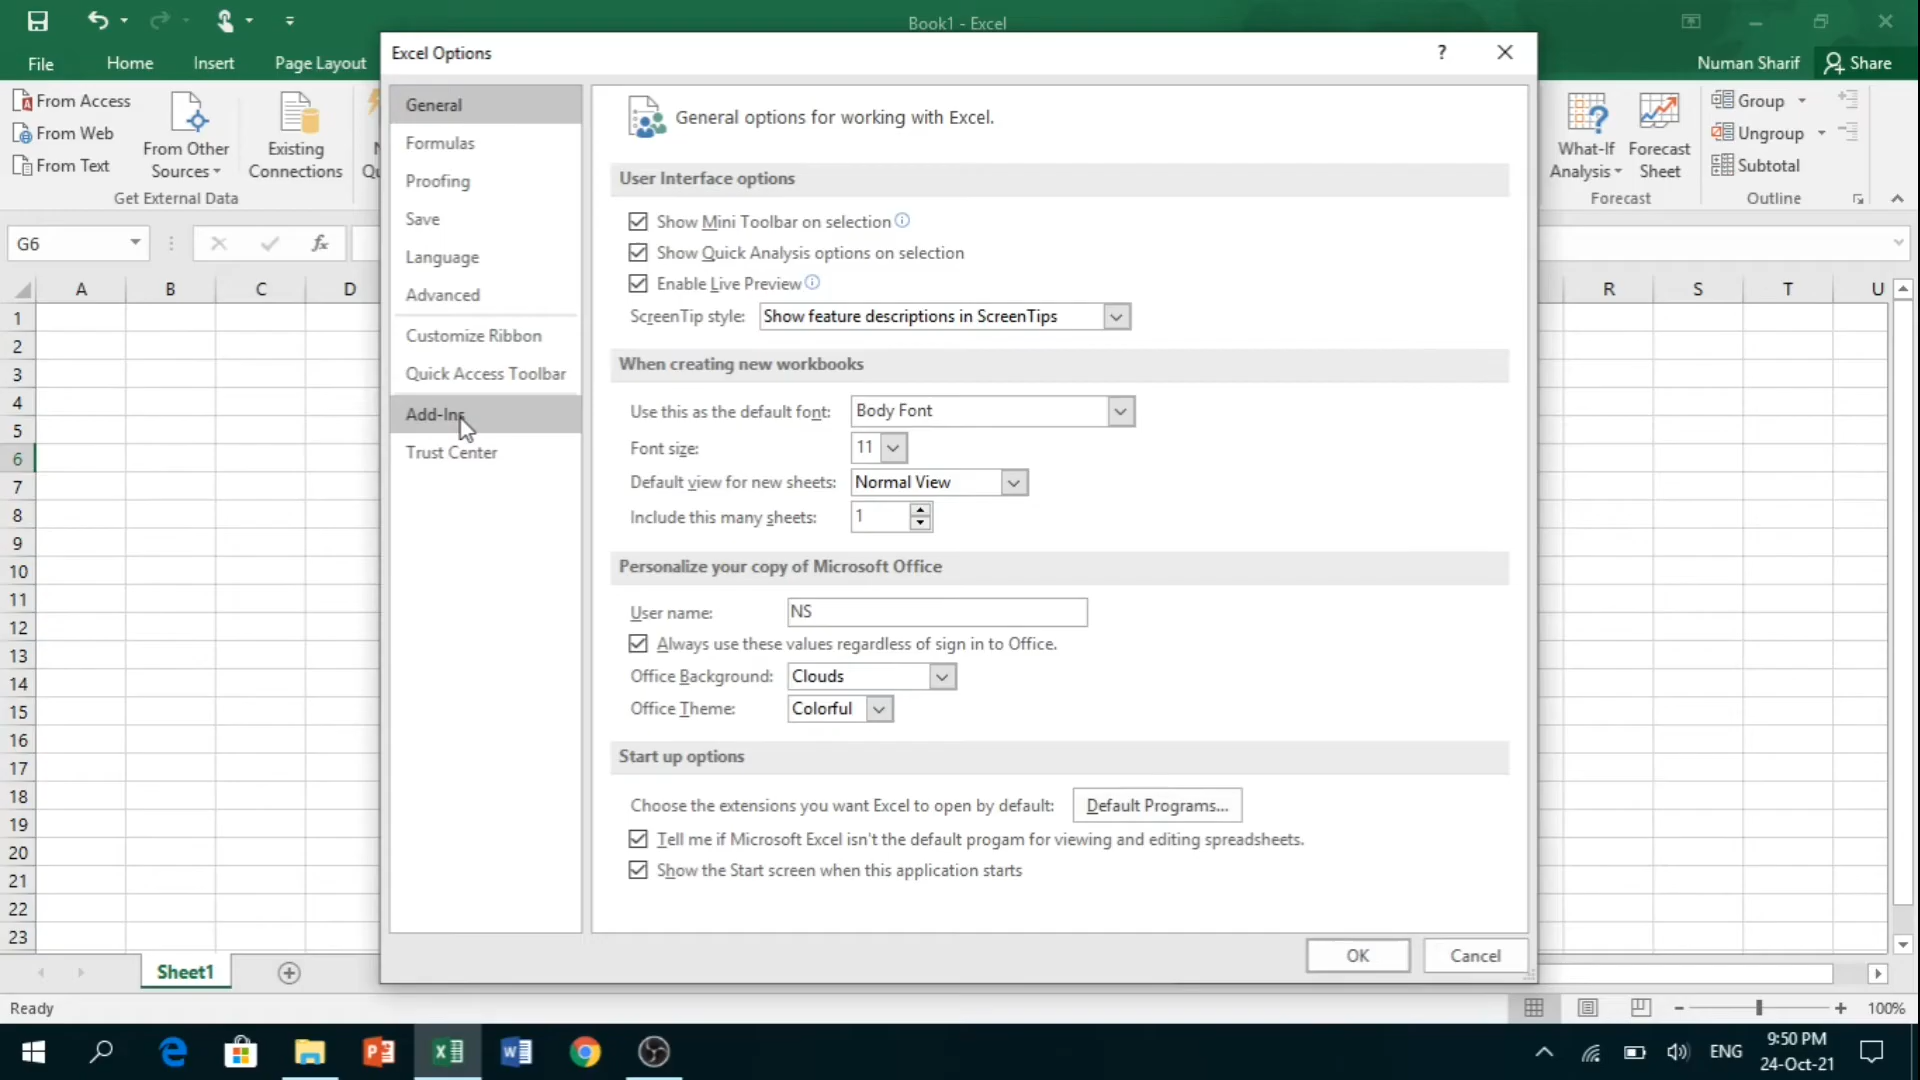 Book1 - Excel
File
Home
Insert
Page Layout
Numan Sharif
Share
From Access
From Web
From Text
From Other
Sources
Existing
Connections
Get External Data
What-If
Analysis
Forecast
Sheet
Forecast
Group
Ungroup
Subtotal
Outline
G6
fx
A B C D R S T U
1
2
3
4
5
6
7
8
9
10
11
12
13
14
15
16
17
18
19
20
21
22
23
Excel Options
?
General
Formulas
Proofing
Save
Language
Advanced
Customize Ribbon
Quick Access Toolbar
Add-Ins
Trust Center
General options for working with Excel.
User Interface options
Show Mini Toolbar on selection
Show Quick Analysis options on selection
Enable Live Preview
ScreenTip style: Show feature descriptions in ScreenTips
When creating new workbooks
Use this as the default font: Body Font
Font size: 11
Default view for new sheets: Normal View
Include this many sheets: 1
Personalize your copy of Microsoft Office
User name: NS
Always use these values regardless of sign in to Office.
Office Background: Clouds
Office Theme: Colorful
Start up options
Choose the extensions you want Excel to open by default: Default Programs...
Tell me if Microsoft Excel isn't the default progam for viewing and editing spreadsheets.
Show the Start screen when this application starts
OK
Cancel
Sheet1
Ready
100%
ENG
9:50 PM
24-Oct-21